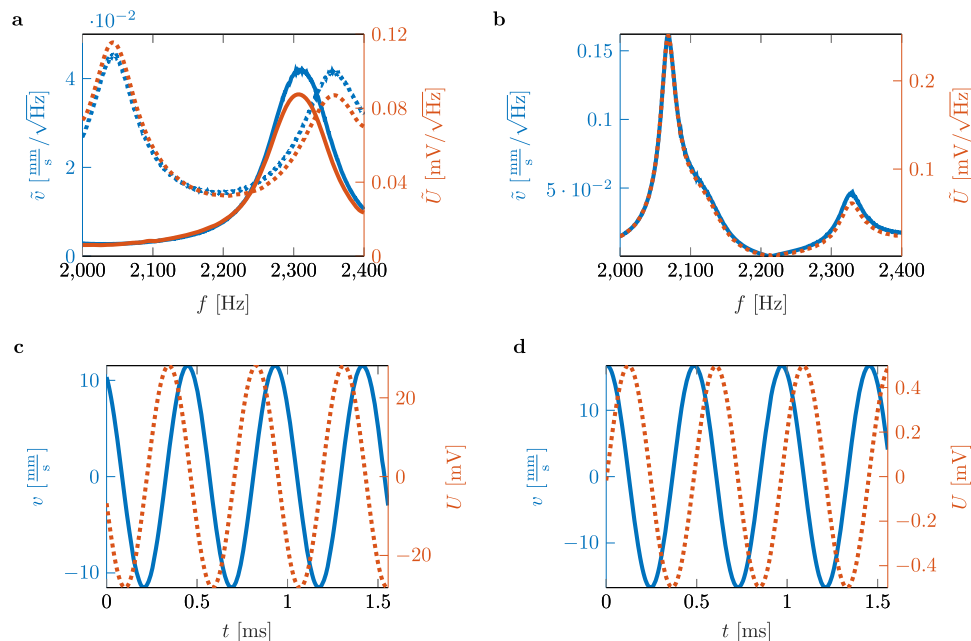 a
·10⁻²
4
2
0
ṽ [mm/s/√Hz]
0.12
0.08
0.04
0
Ũ [mV/√Hz]
2,000 2,100 2,200 2,300 2,400
f [Hz]
b
0.15
0.1
5 · 10⁻²
ṽ [mm/s/√Hz]
0.2
0.1
Ũ [mV/√Hz]
2,000 2,100 2,200 2,300 2,400
f [Hz]
c
10
0
−10
v [mm/s]
20
0
−20
U [mV]
0 0.5 1 1.5
t [ms]
d
10
0
−10
v [mm/s]
0.4
0.2
0
−0.2
−0.4
U [mV]
0 0.5 1 1.5
t [ms]